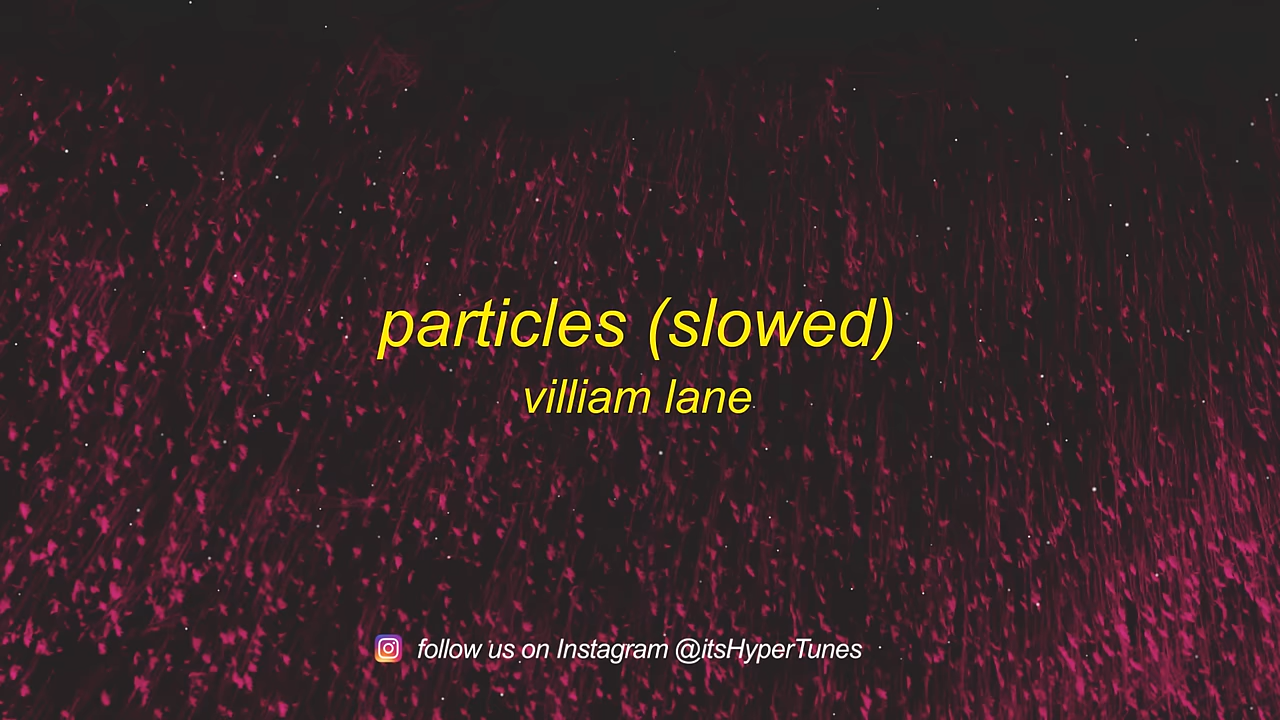 particles (slowed)
villiam lane
follow us on Instagram @itsHyperTunes